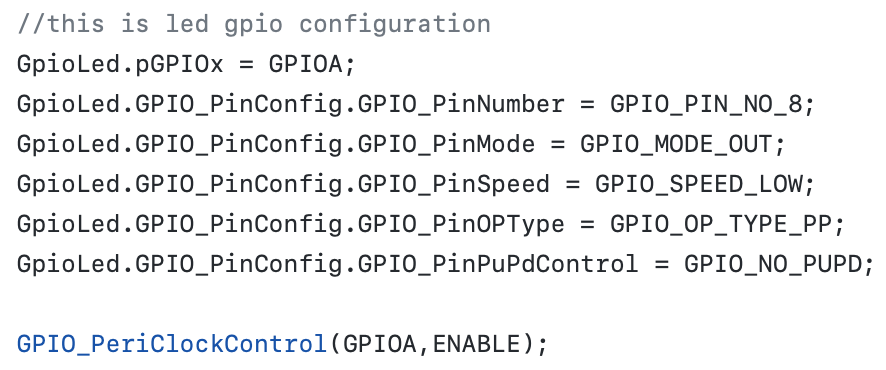 //this is led gpio configuration
GpioLed.pGPIOx = GPIOA;
GpioLed.GPIO_PinConfig.GPIO_PinNumber = GPIO_PIN_NO_8;
GpioLed.GPIO_PinConfig.GPIO_PinMode = GPIO_MODE_OUT;
GpioLed.GPIO_PinConfig.GPIO_PinSpeed = GPIO_SPEED_LOW;
GpioLed.GPIO_PinConfig.GPIO_PinOPType = GPIO_OP_TYPE_PP;
GpioLed.GPIO_PinConfig.GPIO_PinPuPdControl = GPIO_NO_PUPD;
GPIO_PeriClockControl(GPIOA,ENABLE);